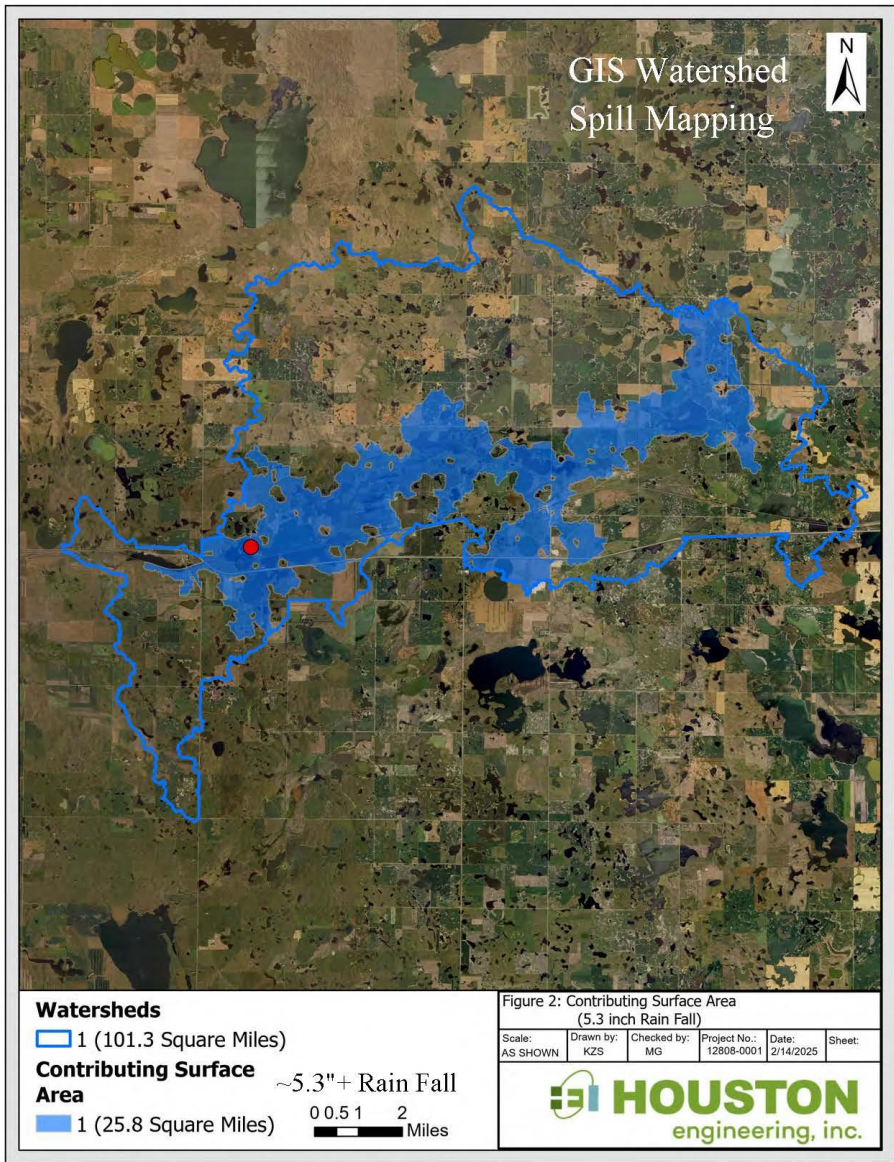 GIS Watershed
Spill Mapping
N
Watersheds
1 (101.3 Square Miles)
Contributing Surface
Area
1 (25.8 Square Miles)
~5.3"+ Rain Fall
0 0.5 1 2
Miles
Figure 2: Contributing Surface Area
(5.3 inch Rain Fall)
Scale: AS SHOWN
Drawn by: KZS
Checked by: MG
Project No.: 12808-0001
Date: 2/14/2025
Sheet:
HOUSTON
engineering, inc.